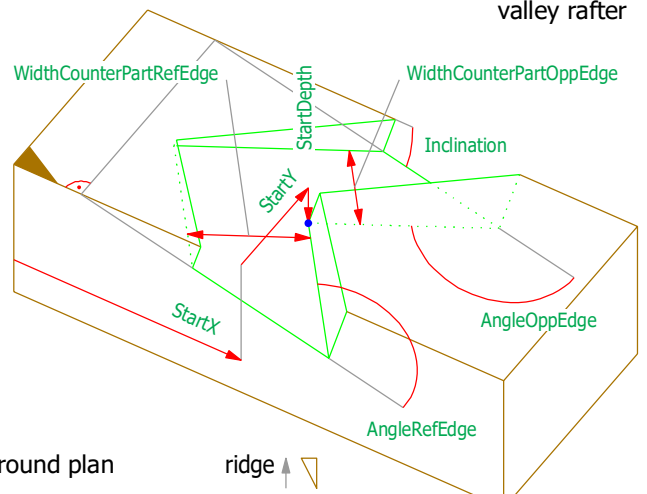 valley rafter
WidthCounterPartRefEdge
StartDepth
WidthCounterPartOppEdge
Inclination
StartY
StartX
AngleOppEdge
AngleRefEdge
round plan
ridge